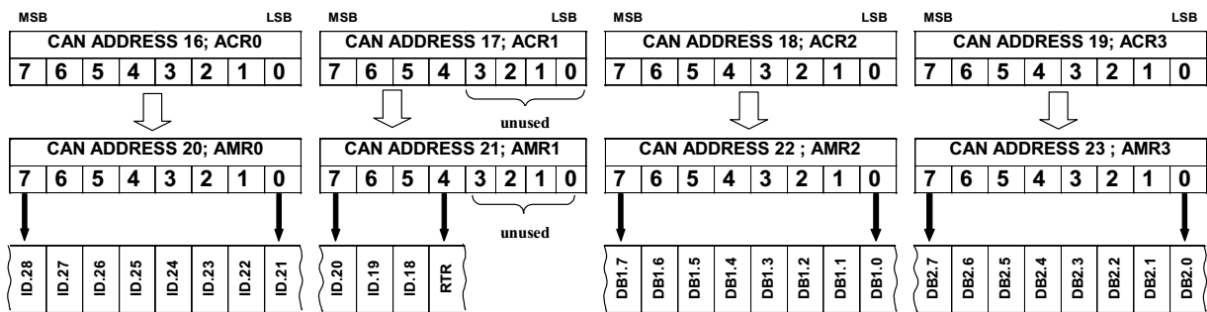 MSB LSB MSB LSB MSB LSB MSB LSB
CAN ADDRESS 16; ACR0 CAN ADDRESS 17; ACR1 CAN ADDRESS 18; ACR2 CAN ADDRESS 19; ACR3
7 6 5 4 3 2 1 0 7 6 5 4 3 2 1 0 7 6 5 4 3 2 1 0 7 6 5 4 3 2 1 0
unused
CAN ADDRESS 20; AMR0 CAN ADDRESS 21; AMR1 CAN ADDRESS 22 ; AMR2 CAN ADDRESS 23 ; AMR3
7 6 5 4 3 2 1 0 7 6 5 4 3 2 1 0 7 6 5 4 3 2 1 0 7 6 5 4 3 2 1 0
unused
ID.28 ID.27 ID.26 ID.25 ID.24 ID.23 ID.22 ID.21 ID.20 ID.19 ID.18 RTR DB1.7 DB1.6 DB1.5 DB1.4 DB1.3 DB1.2 DB1.1 DB1.0 DB2.7 DB2.6 DB2.5 DB2.4 DB2.3 DB2.2 DB2.1 DB2.0